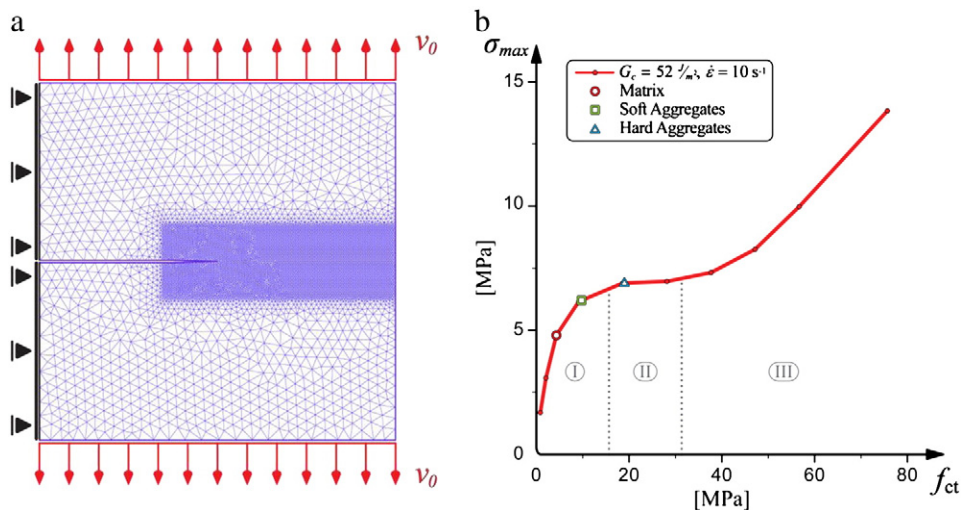 a
v₀
v₀
b
σmax
[MPa]
15
10
5
0
G_c = 52 J/m², ε̇ = 10 s⁻¹
Matrix
Soft Aggregates
Hard Aggregates
I
II
III
0
20
40
60
80
fct
[MPa]